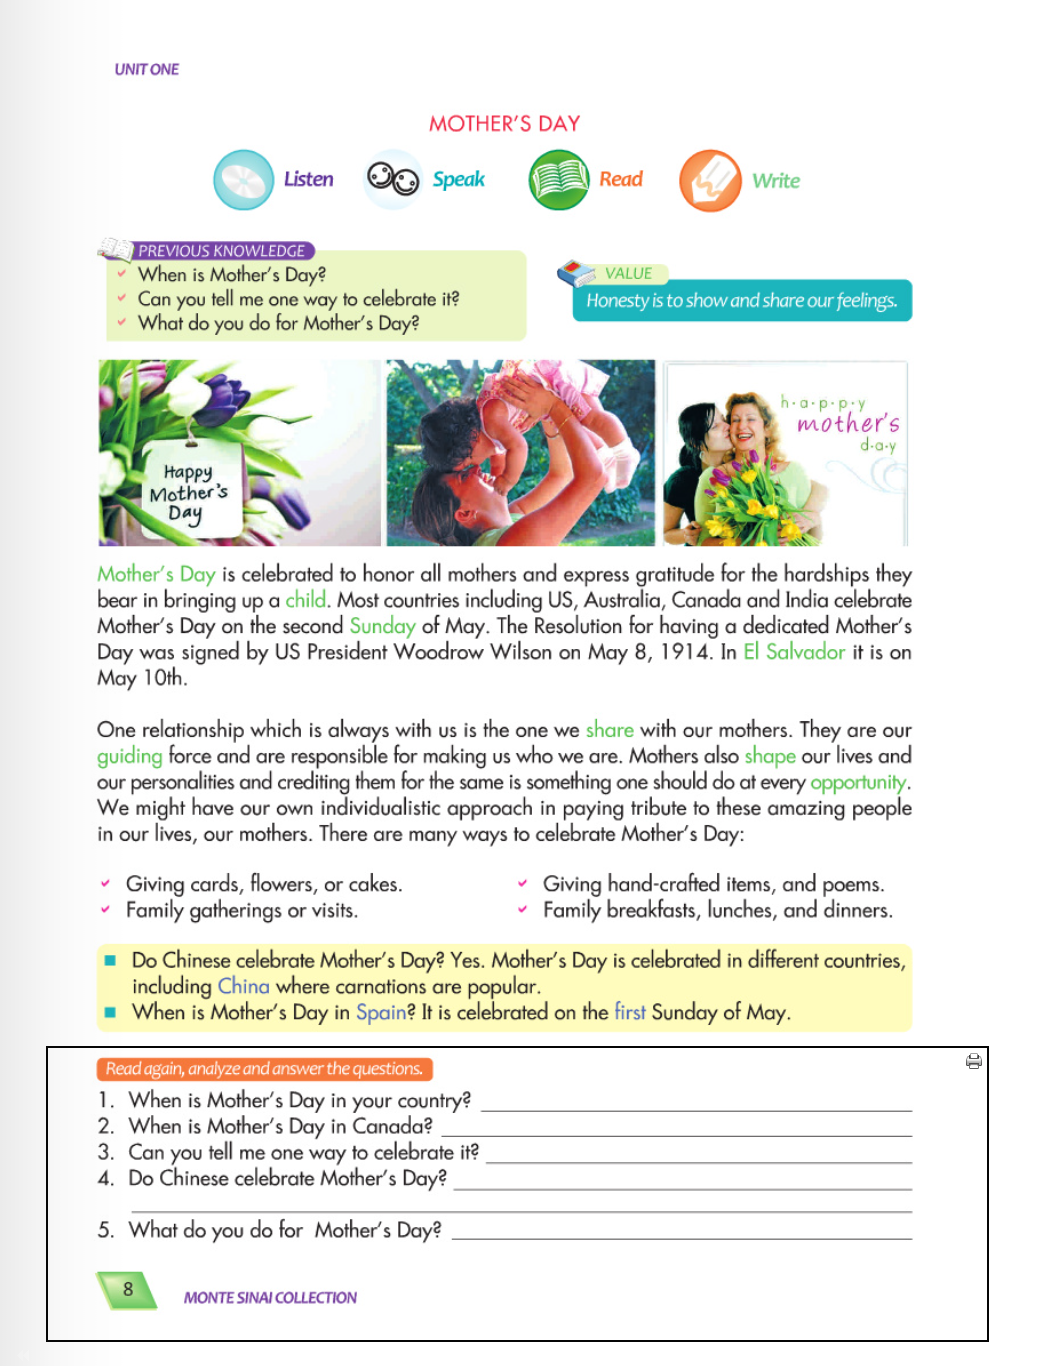 UNIT ONE
MOTHER'S DAY
Listen
Speak
Read
Write
PREVIOUS KNOWLEDGE
When is Mother's Day?
Can you tell me one way to celebrate it?
What do you do for Mother's Day?
VALUE
Honesty is to show and share our feelings.
Happy
Mother's
Day
h·a·p·p·y
mother's
d·a·y
Mother's Day is celebrated to honor all mothers and express gratitude for the hardships they
bear in bringing up a child. Most countries including US, Australia, Canada and India celebrate
Mother's Day on the second Sunday of May. The Resolution for having a dedicated Mother's
Day was signed by US President Woodrow Wilson on May 8, 1914. In El Salvador it is on
May 10th.
One relationship which is always with us is the one we share with our mothers. They are our
guiding force and are responsible for making us who we are. Mothers also shape our lives and
our personalities and crediting them for the same is something one should do at every opportunity.
We might have our own individualistic approach in paying tribute to these amazing people
in our lives, our mothers. There are many ways to celebrate Mother's Day:
Giving cards, flowers, or cakes.
Family gatherings or visits.
Giving hand-crafted items, and poems.
Family breakfasts, lunches, and dinners.
Do Chinese celebrate Mother's Day? Yes. Mother's Day is celebrated in different countries,
including China where carnations are popular.
When is Mother's Day in Spain? It is celebrated on the first Sunday of May.
Read again, analyze and answer the questions.
1. When is Mother's Day in your country?
2. When is Mother's Day in Canada?
3. Can you tell me one way to celebrate it?
4. Do Chinese celebrate Mother's Day?
5. What do you do for Mother's Day?
8
MONTE SINAI COLLECTION